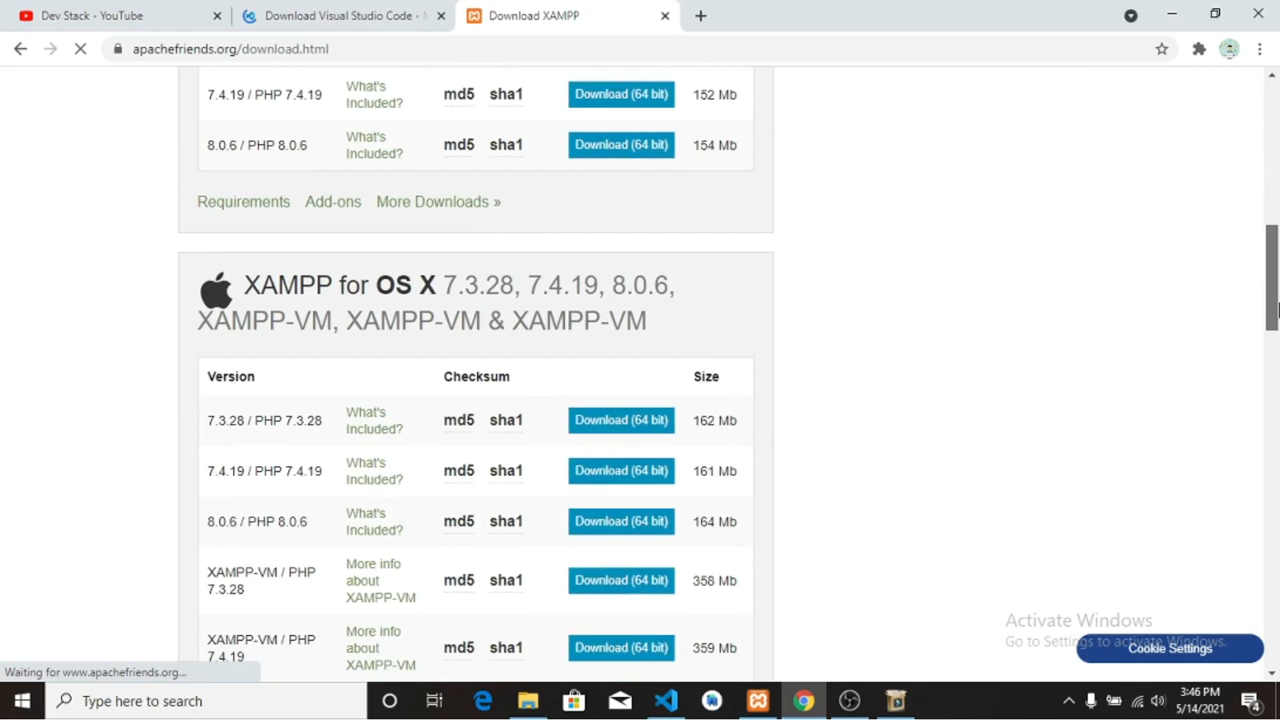 Dev Stack - YouTube
Download Visual Studio Code - M
Download XAMPP
apachefriends.org/download.html
7.4.19 / PHP 7.4.19 What's Included? md5 sha1 Download (64 bit) 152 Mb
8.0.6 / PHP 8.0.6 What's Included? md5 sha1 Download (64 bit) 154 Mb
Requirements Add-ons More Downloads »
XAMPP for OS X 7.3.28, 7.4.19, 8.0.6,
XAMPP-VM, XAMPP-VM & XAMPP-VM
Version Checksum Size
7.3.28 / PHP 7.3.28 What's Included? md5 sha1 Download (64 bit) 162 Mb
7.4.19 / PHP 7.4.19 What's Included? md5 sha1 Download (64 bit) 161 Mb
8.0.6 / PHP 8.0.6 What's Included? md5 sha1 Download (64 bit) 164 Mb
XAMPP-VM / PHP 7.3.28 More info about XAMPP-VM md5 sha1 Download (64 bit) 358 Mb
XAMPP-VM / PHP 7.4.19 More info about XAMPP-VM md5 sha1 Download (64 bit) 359 Mb
Activate Windows
Go to Settings to activate Windows.
Cookie Settings
Waiting for www.apachefriends.org...
Type here to search
3:46 PM
5/14/2021
4